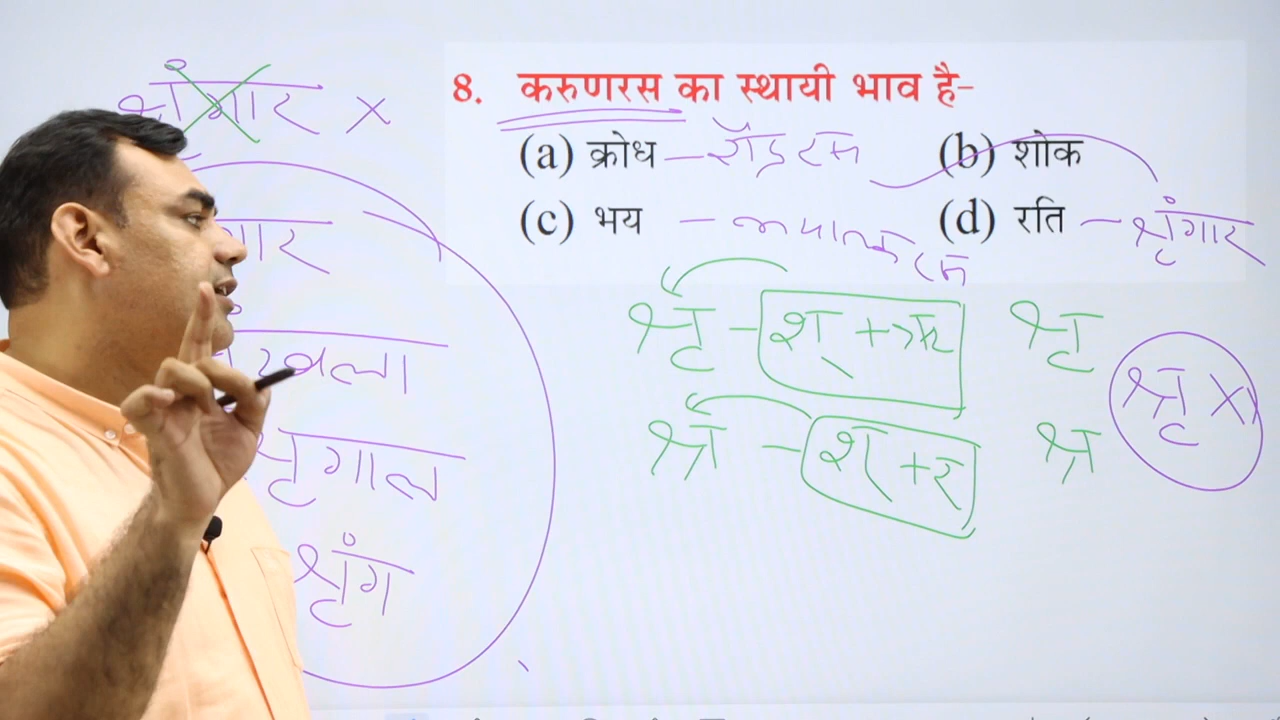 श्रृंगार ×
8. करुणरस का स्थायी भाव है-
(a) क्रोध – रौद्र रस (b) शोक
(c) भय – भयानक रस (d) रति – शृंगार
गार
खला
शृगाल
शृंग
शृ – श् + ऋ शृ
श्र – श् + र श्र
श्रृ ××